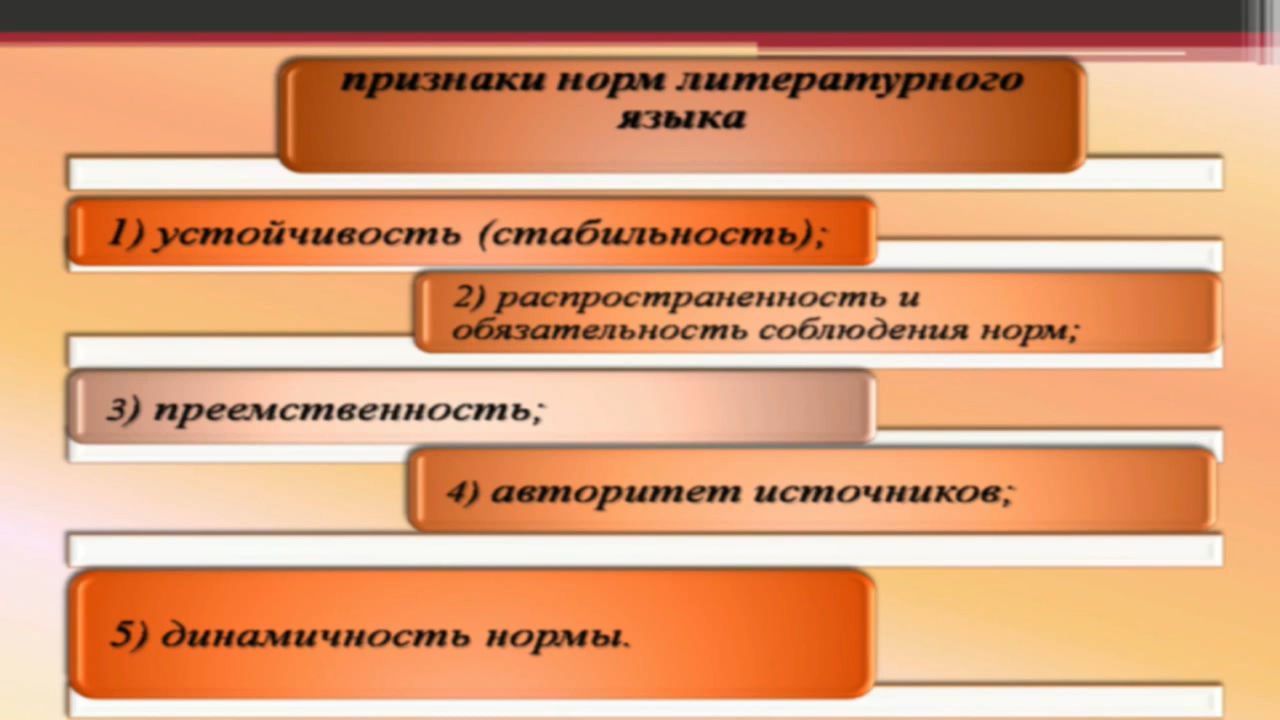 признаки норм литературного
языка
1) устойчивость (стабильность);
2) распространенность и
обязательность соблюдения норм;
3) преемственность;
4) авторитет источников;
5) динамичность нормы.